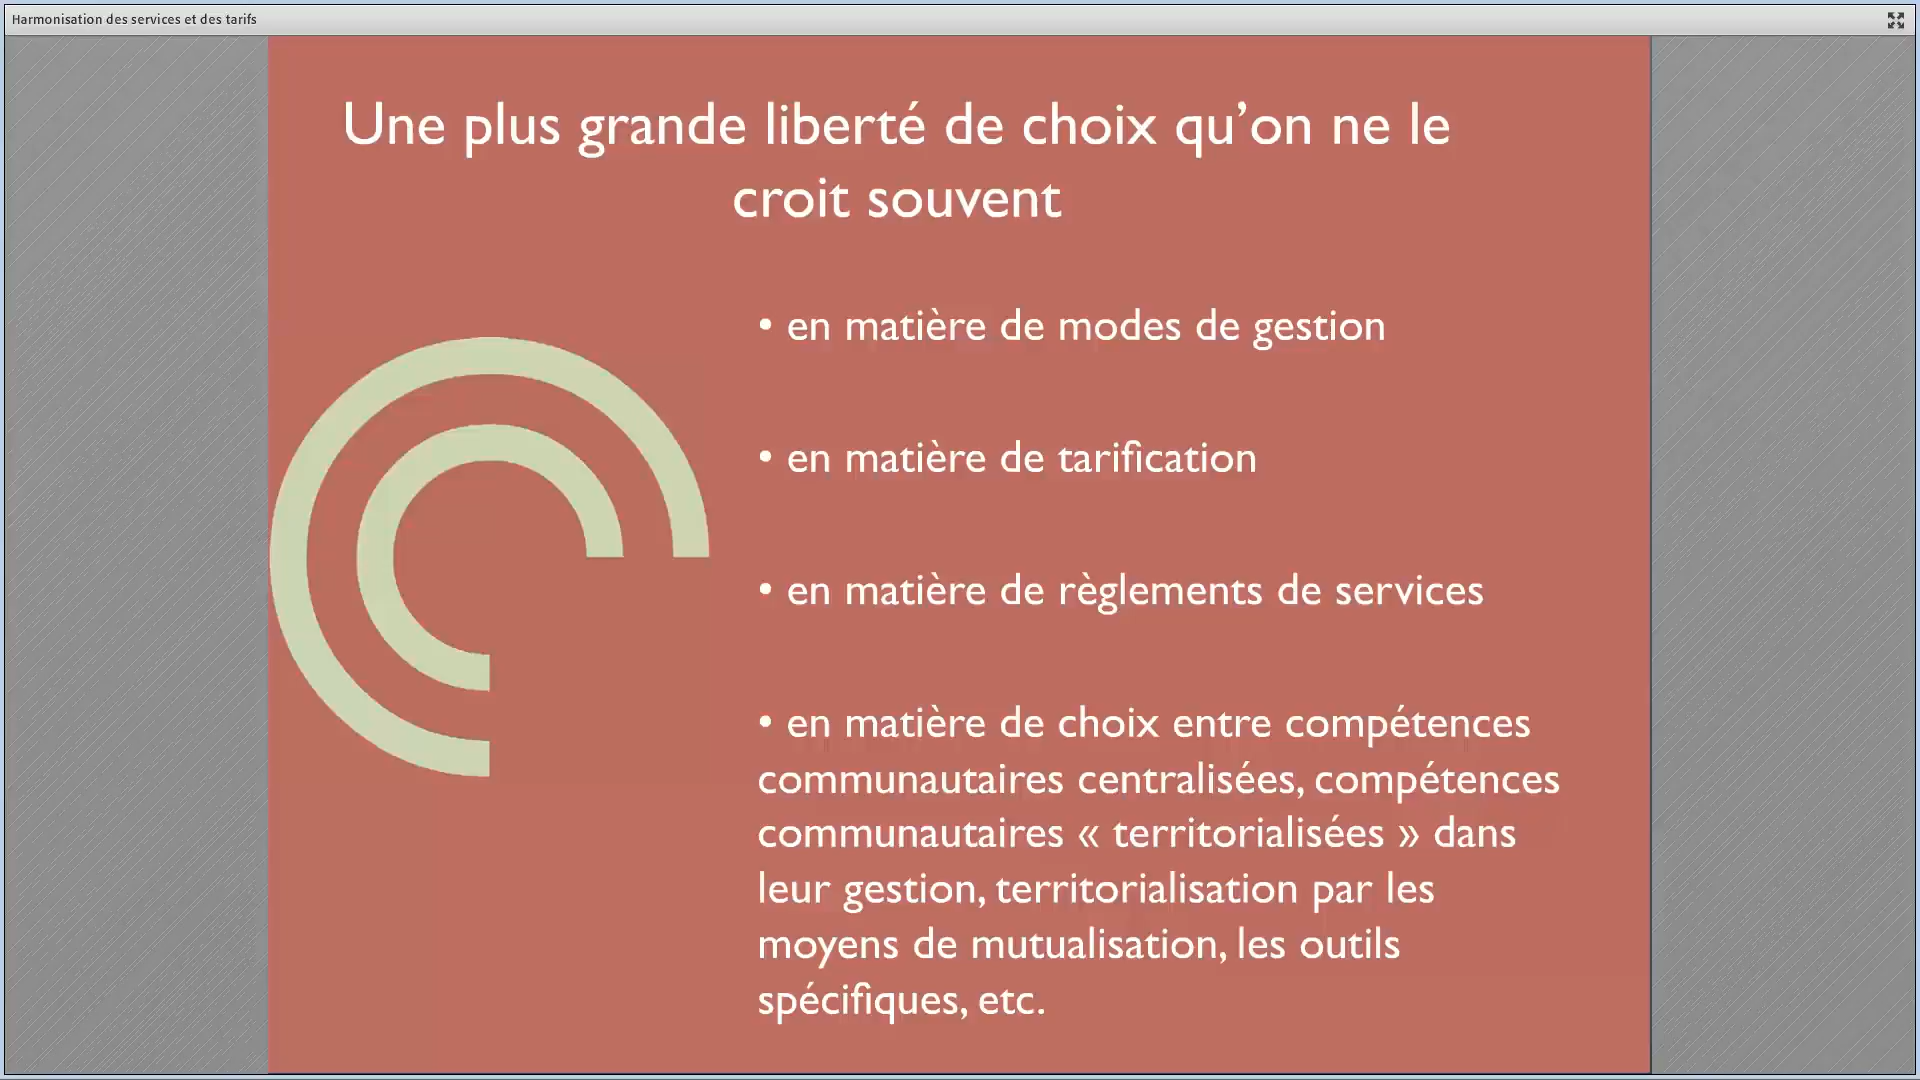 Harmonisation des services et des tarifs
Une plus grande liberté de choix qu’on ne le
croit souvent
• en matière de modes de gestion
• en matière de tarification
• en matière de règlements de services
• en matière de choix entre compétences
communautaires centralisées, compétences
communautaires « territorialisées » dans
leur gestion, territorialisation par les
moyens de mutualisation, les outils
spécifiques, etc.